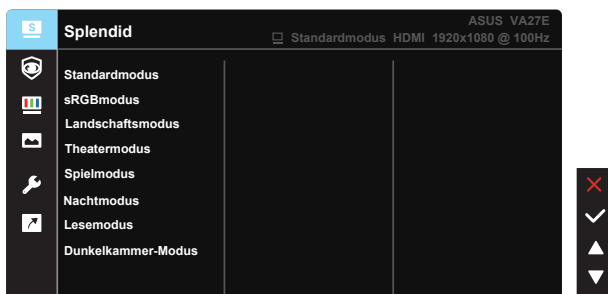 S
Splendid
ASUS VA27E
Standardmodus HDMI 1920x1080 @ 100Hz
Standardmodus
sRGBmodus
Landschaftsmodus
Theatermodus
Spielmodus
Nachtmodus
Lesemodus
Dunkelkammer-Modus